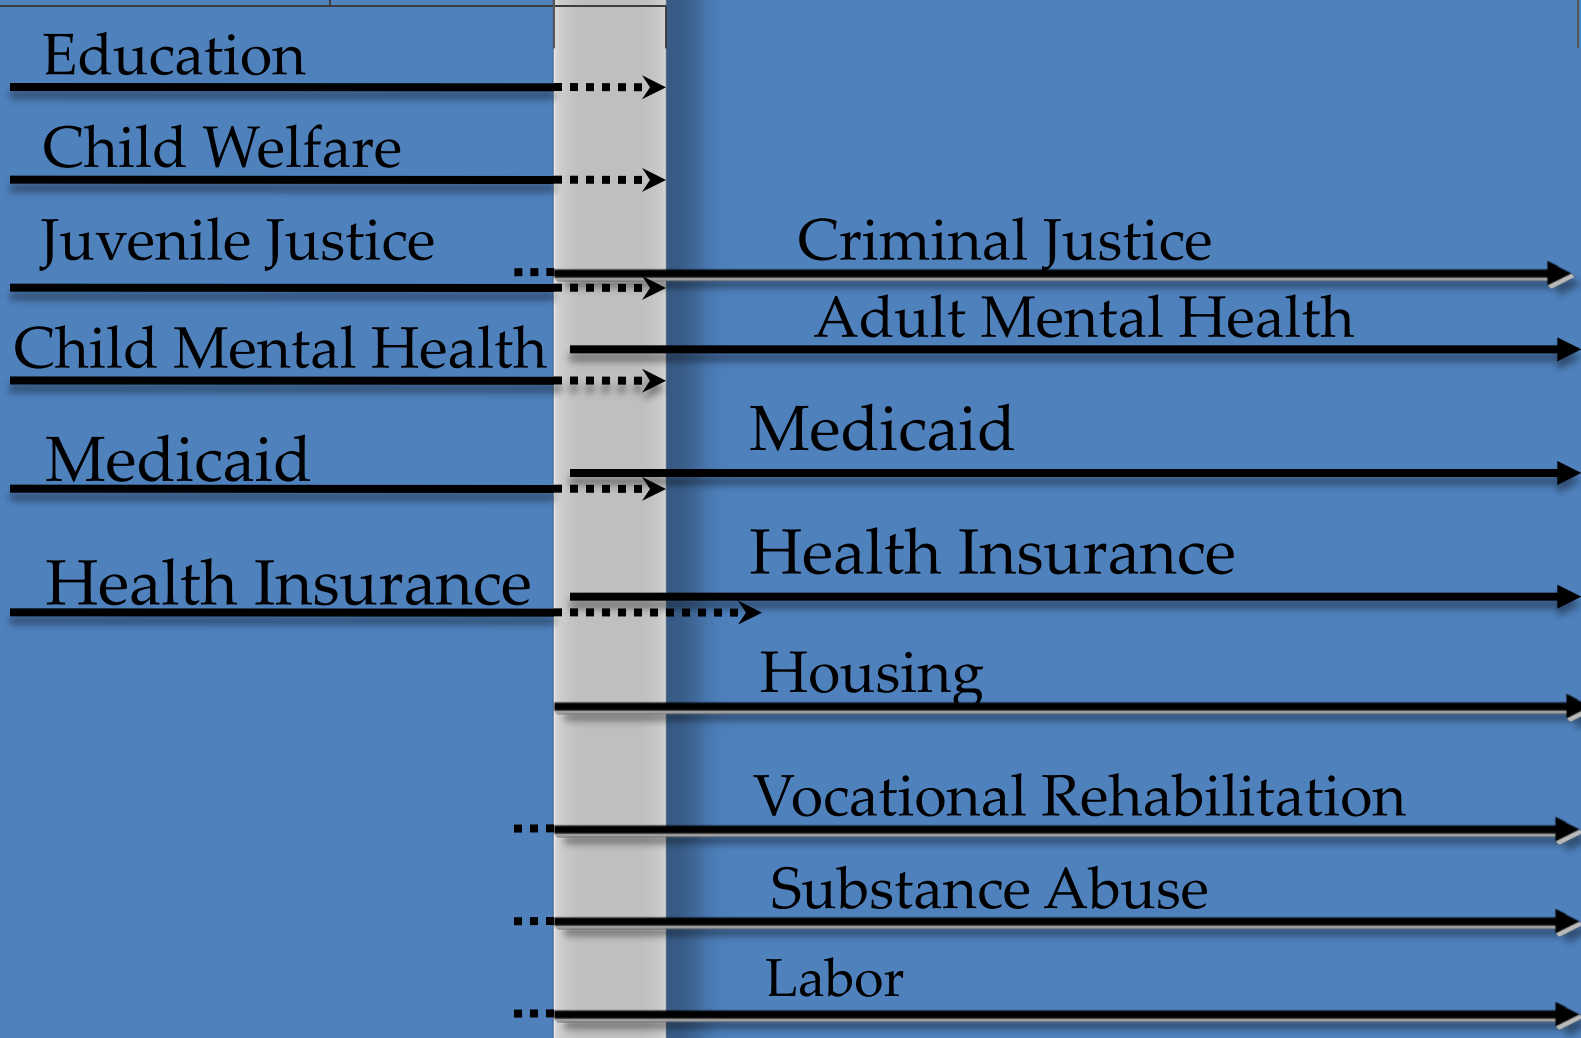 Education
Child Welfare
Juvenile Justice
Criminal Justice
Adult Mental Health
Child Mental Health
Medicaid
Medicaid
Health Insurance
Health Insurance
Housing
Vocational Rehabilitation
Substance Abuse
Labor